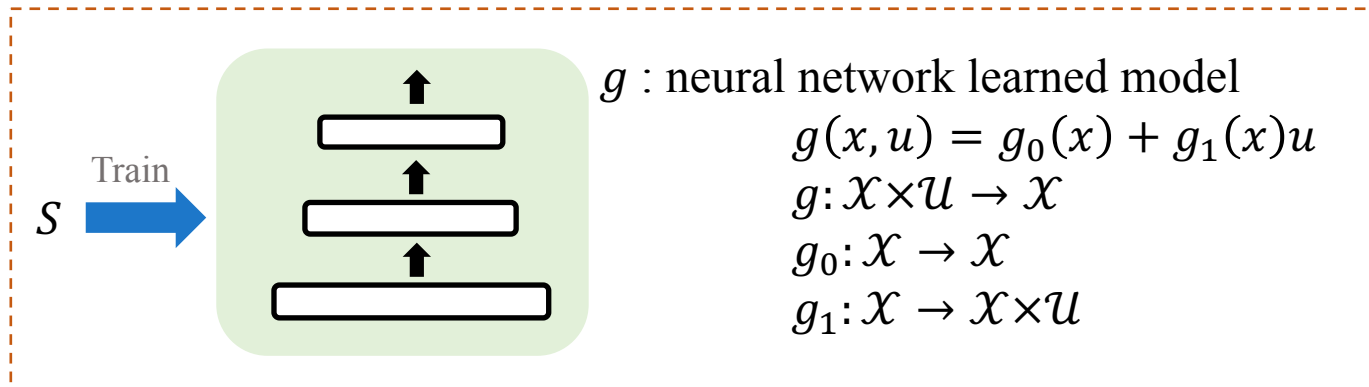 Train
S
g : neural network learned model
g(x, u) = g₀(x) + g₁(x)u
g: 𝒳×𝒰 → 𝒳
g₀: 𝒳 → 𝒳
g₁: 𝒳 → 𝒳×𝒰